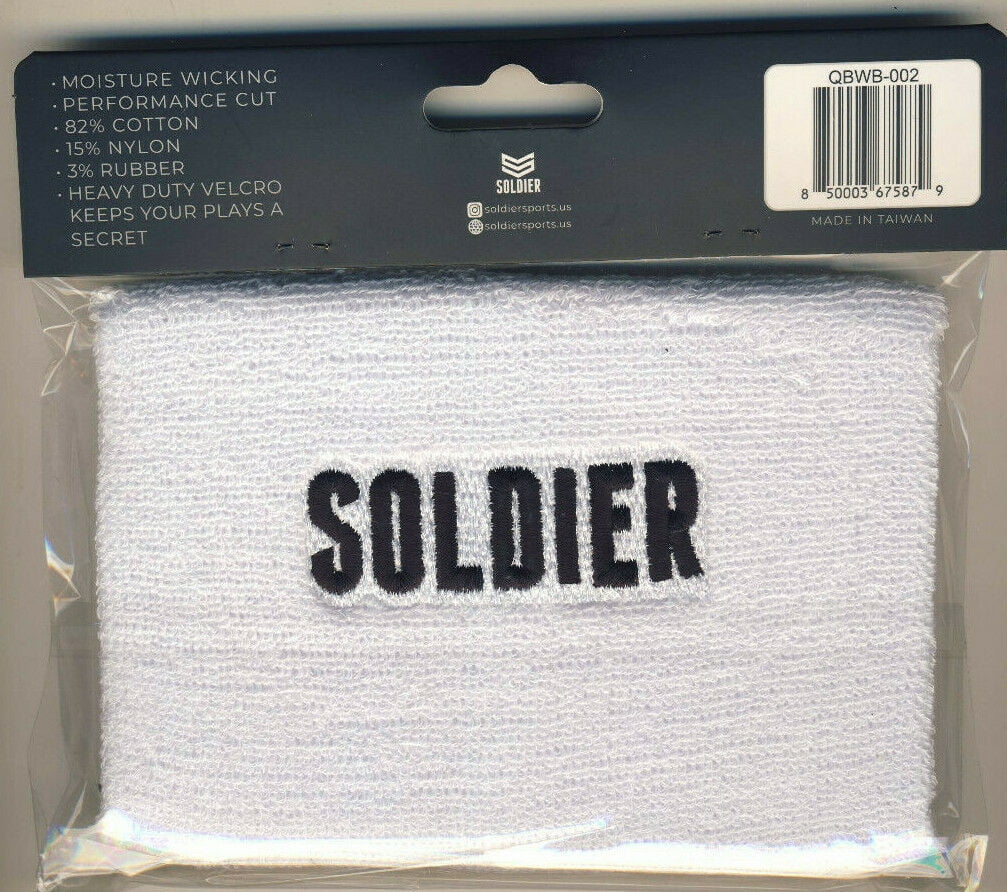 · MOISTURE WICKING
· PERFORMANCE CUT
· 82% COTTON
· 15% NYLON
· 3% RUBBER
· HEAVY DUTY VELCRO
KEEPS YOUR PLAYS A
SECRET
SOLDIER
soldiersports.us
soldiersports.us
QBWB-002
8 50003 67587 9
MADE IN TAIWAN
SOLDIER